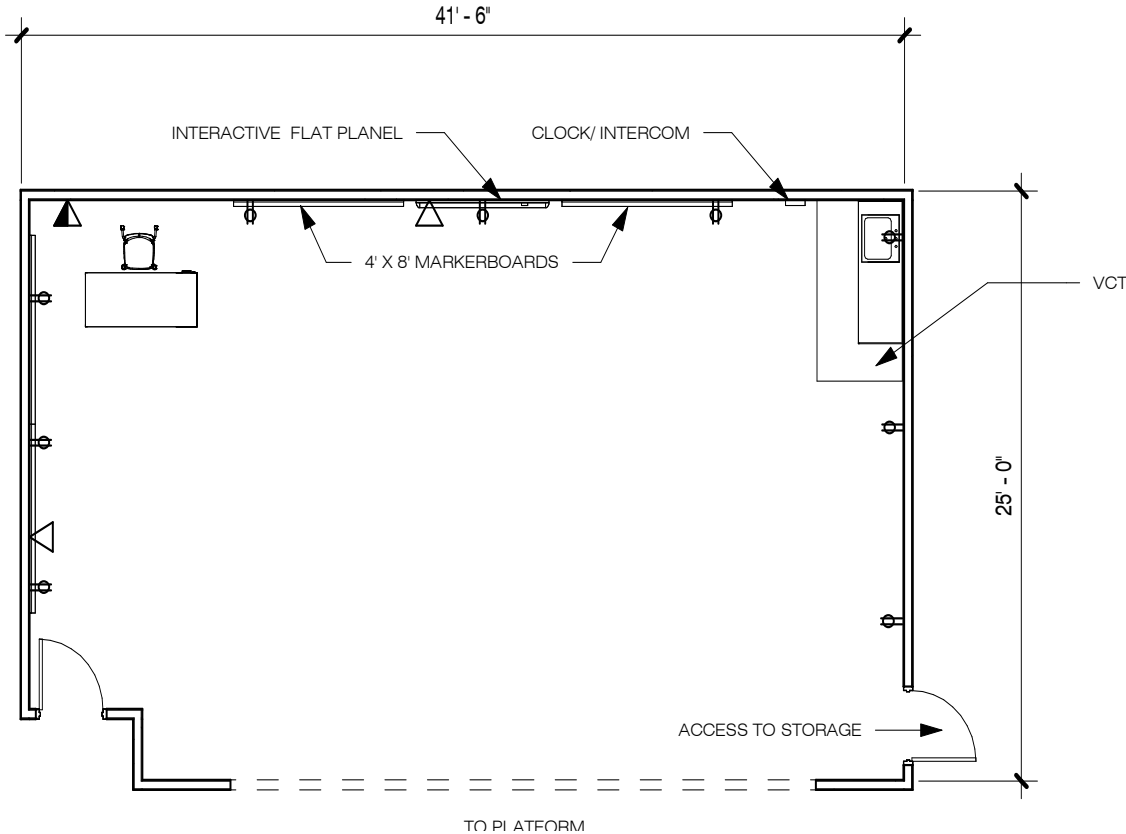 41' - 6"
INTERACTIVE FLAT PLANEL
CLOCK/ INTERCOM
4' X 8' MARKERBOARDS
VCT
25' - 0"
ACCESS TO STORAGE
TO PLATFORM